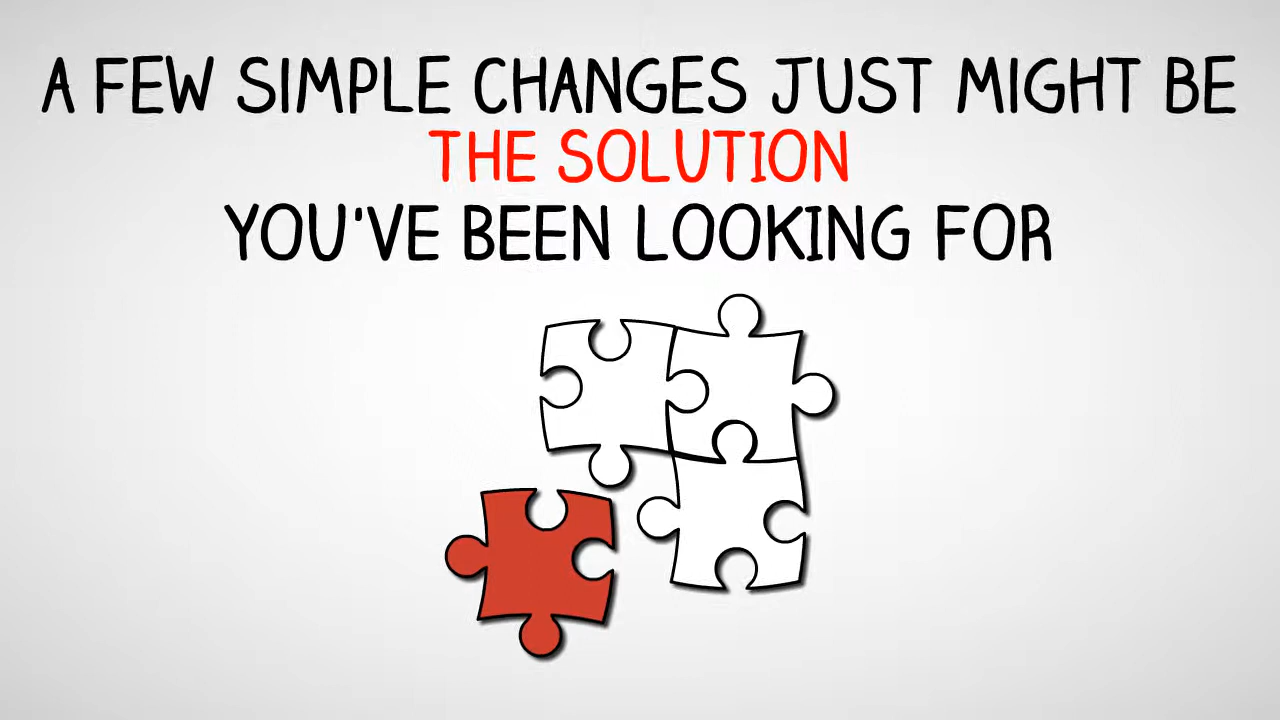 A FEW SIMPLE CHANGES JUST MIGHT BE
THE SOLUTION
YOU'VE BEEN LOOKING FOR